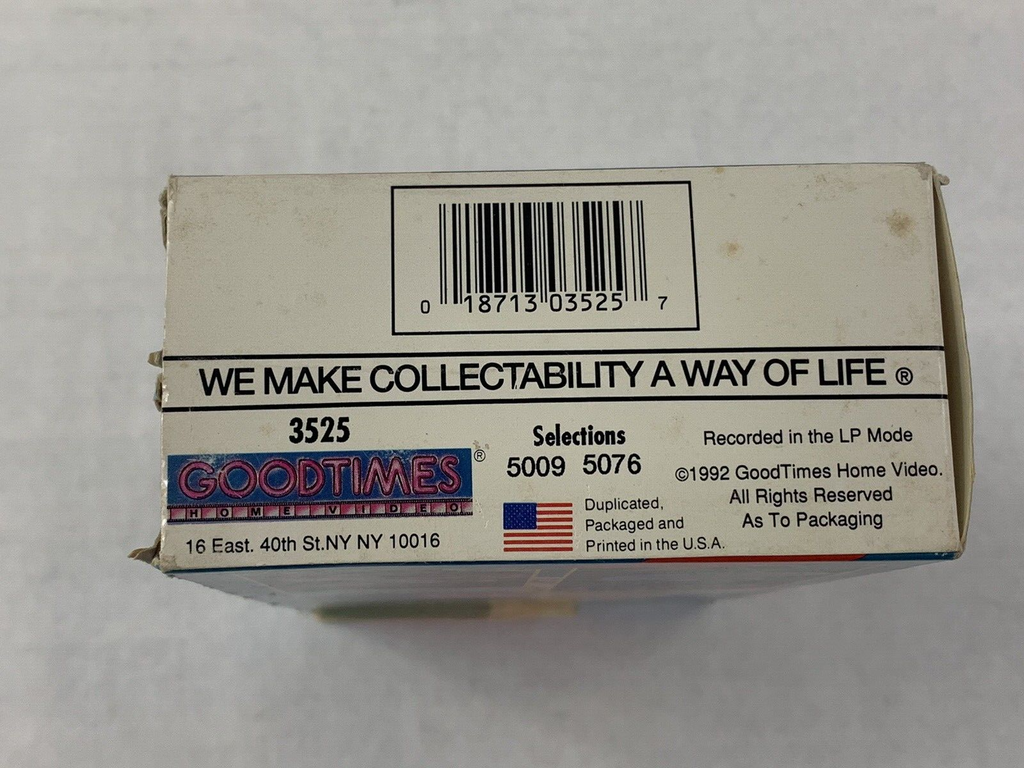 0 18713 03525 7
WE MAKE COLLECTABILITY A WAY OF LIFE ®
3525
GOODTIMES ®
HOME VIDEO
16 East. 40th St.NY NY 10016
Selections
5009 5076
Duplicated,
Packaged and
Printed in the U.S.A.
Recorded in the LP Mode
©1992 GoodTimes Home Video.
All Rights Reserved
As To Packaging